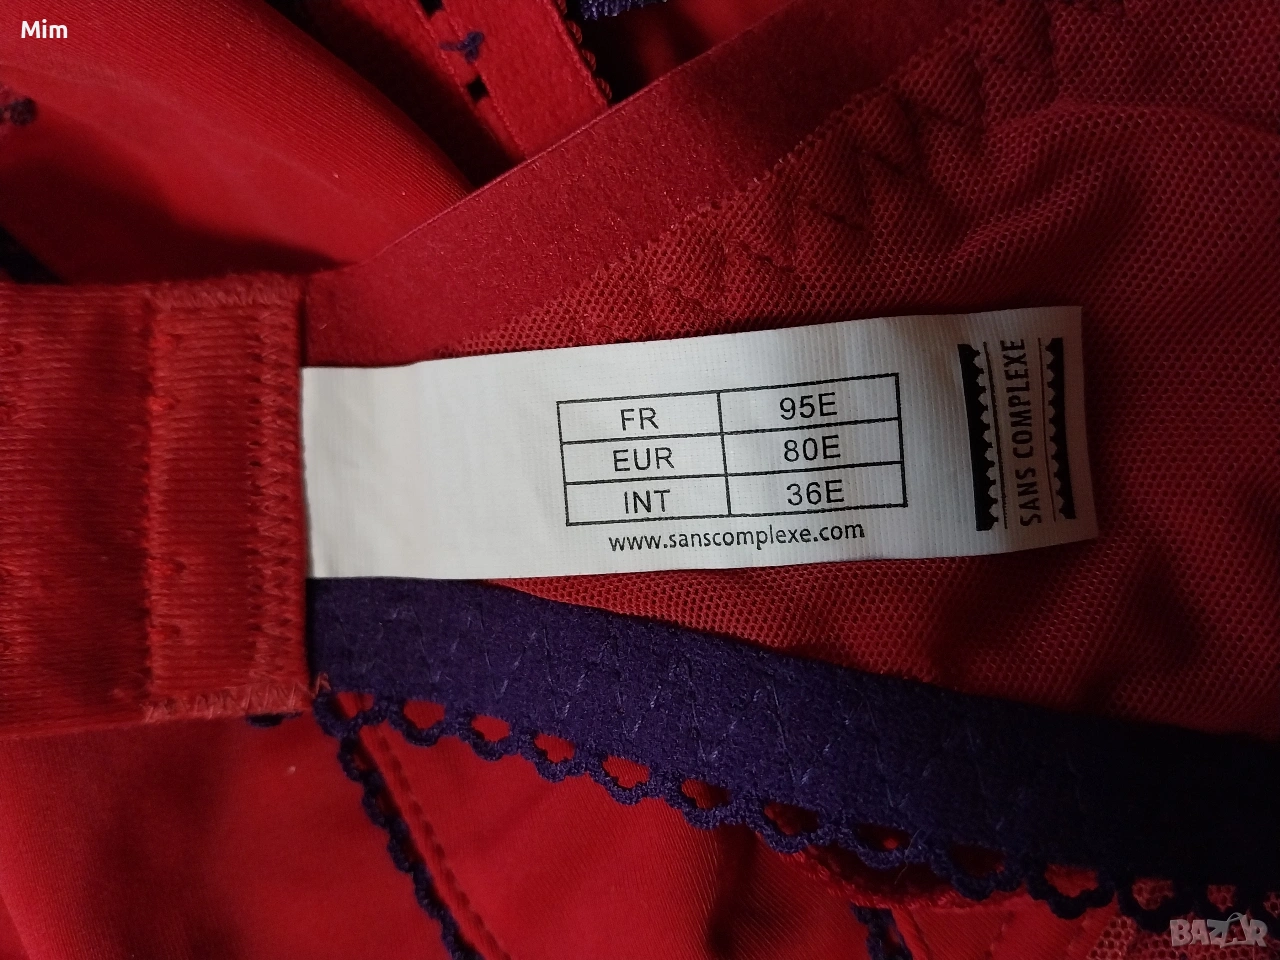 Mim
FR 95E
EUR 80E
INT 36E
www.sanscomplexe.com
SANS COMPLEXE
BAZAR